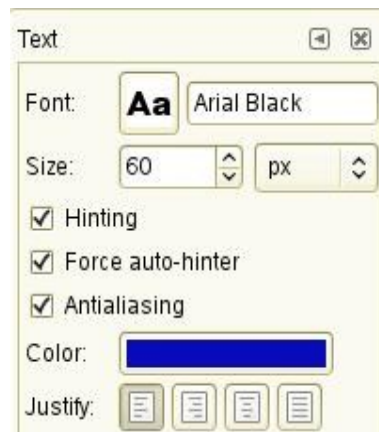 Text
Font: Aa Arial Black
Size: 60 px
Hinting
Force auto-hinter
Antialiasing
Color:
Justify: